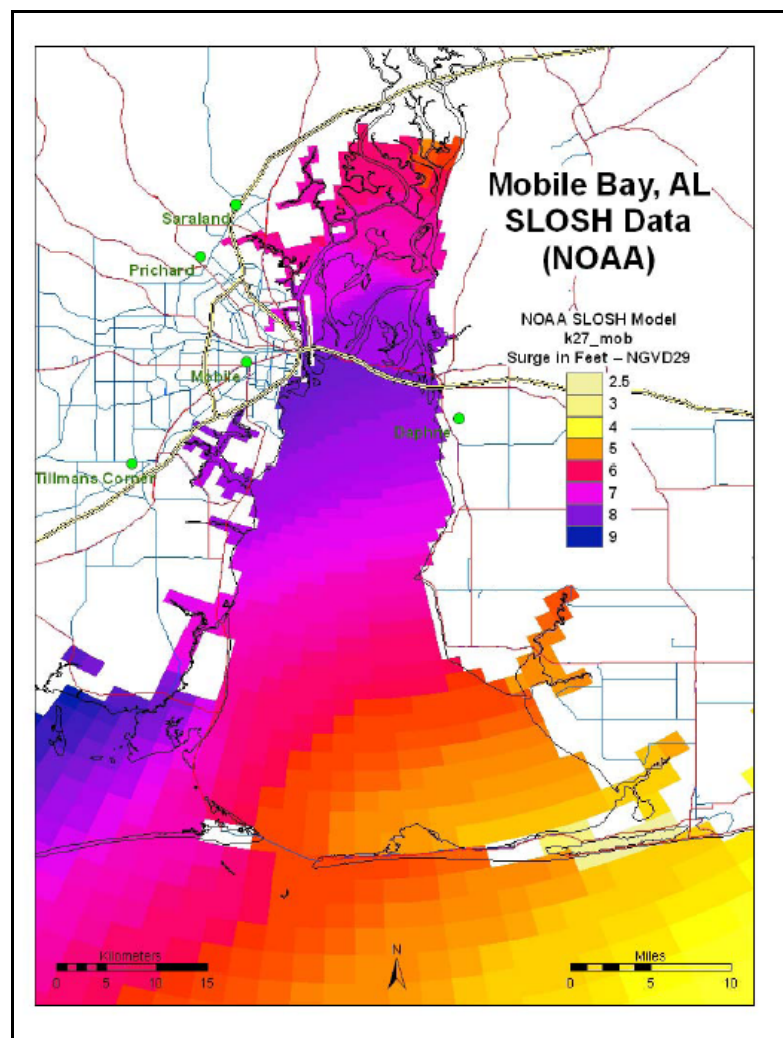 Mobile Bay, AL
SLOSH Data
(NOAA)
NOAA SLOSH Model
k27_mob
Surge in Feet – NGVD29
2.5
3
4
5
6
7
8
9
Saraland
Prichard
Mobile
Daphne
Tillmans Corner
Kilometers
0 5 10 15
N
Miles
0 5 10